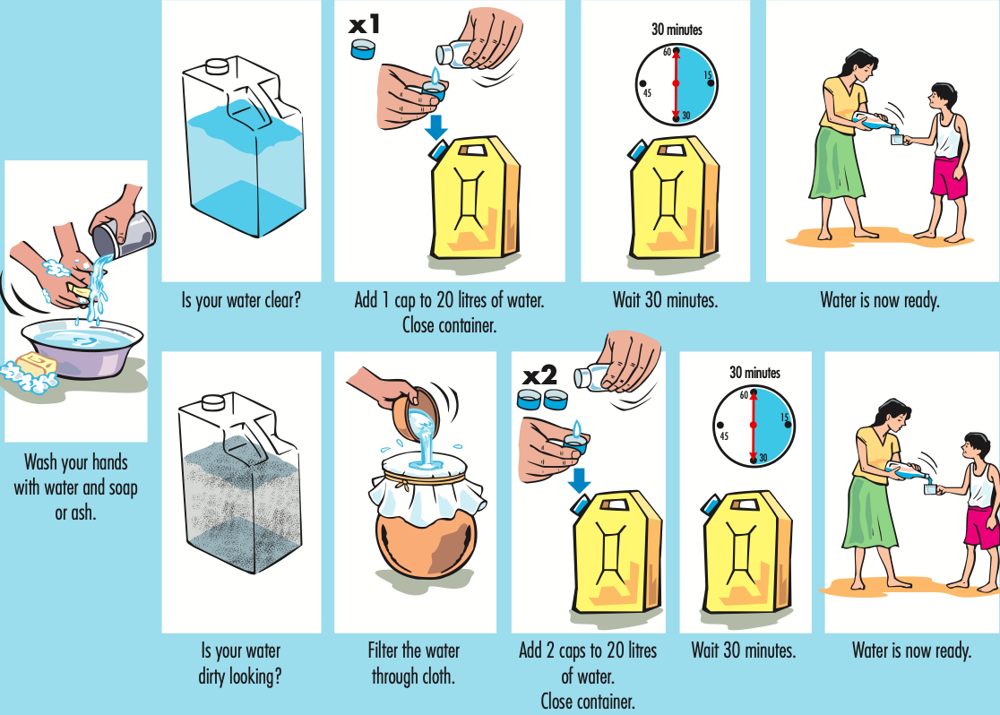 Wash your hands
with water and soap
or ash.
Is your water clear?
x1
Add 1 cap to 20 litres of water.
Close container.
30 minutes
60
15
45
30
Wait 30 minutes.
Water is now ready.
Is your water
dirty looking?
Filter the water
through cloth.
x2
Add 2 caps to 20 litres
of water.
Close container.
30 minutes
60
15
45
30
Wait 30 minutes.
Water is now ready.